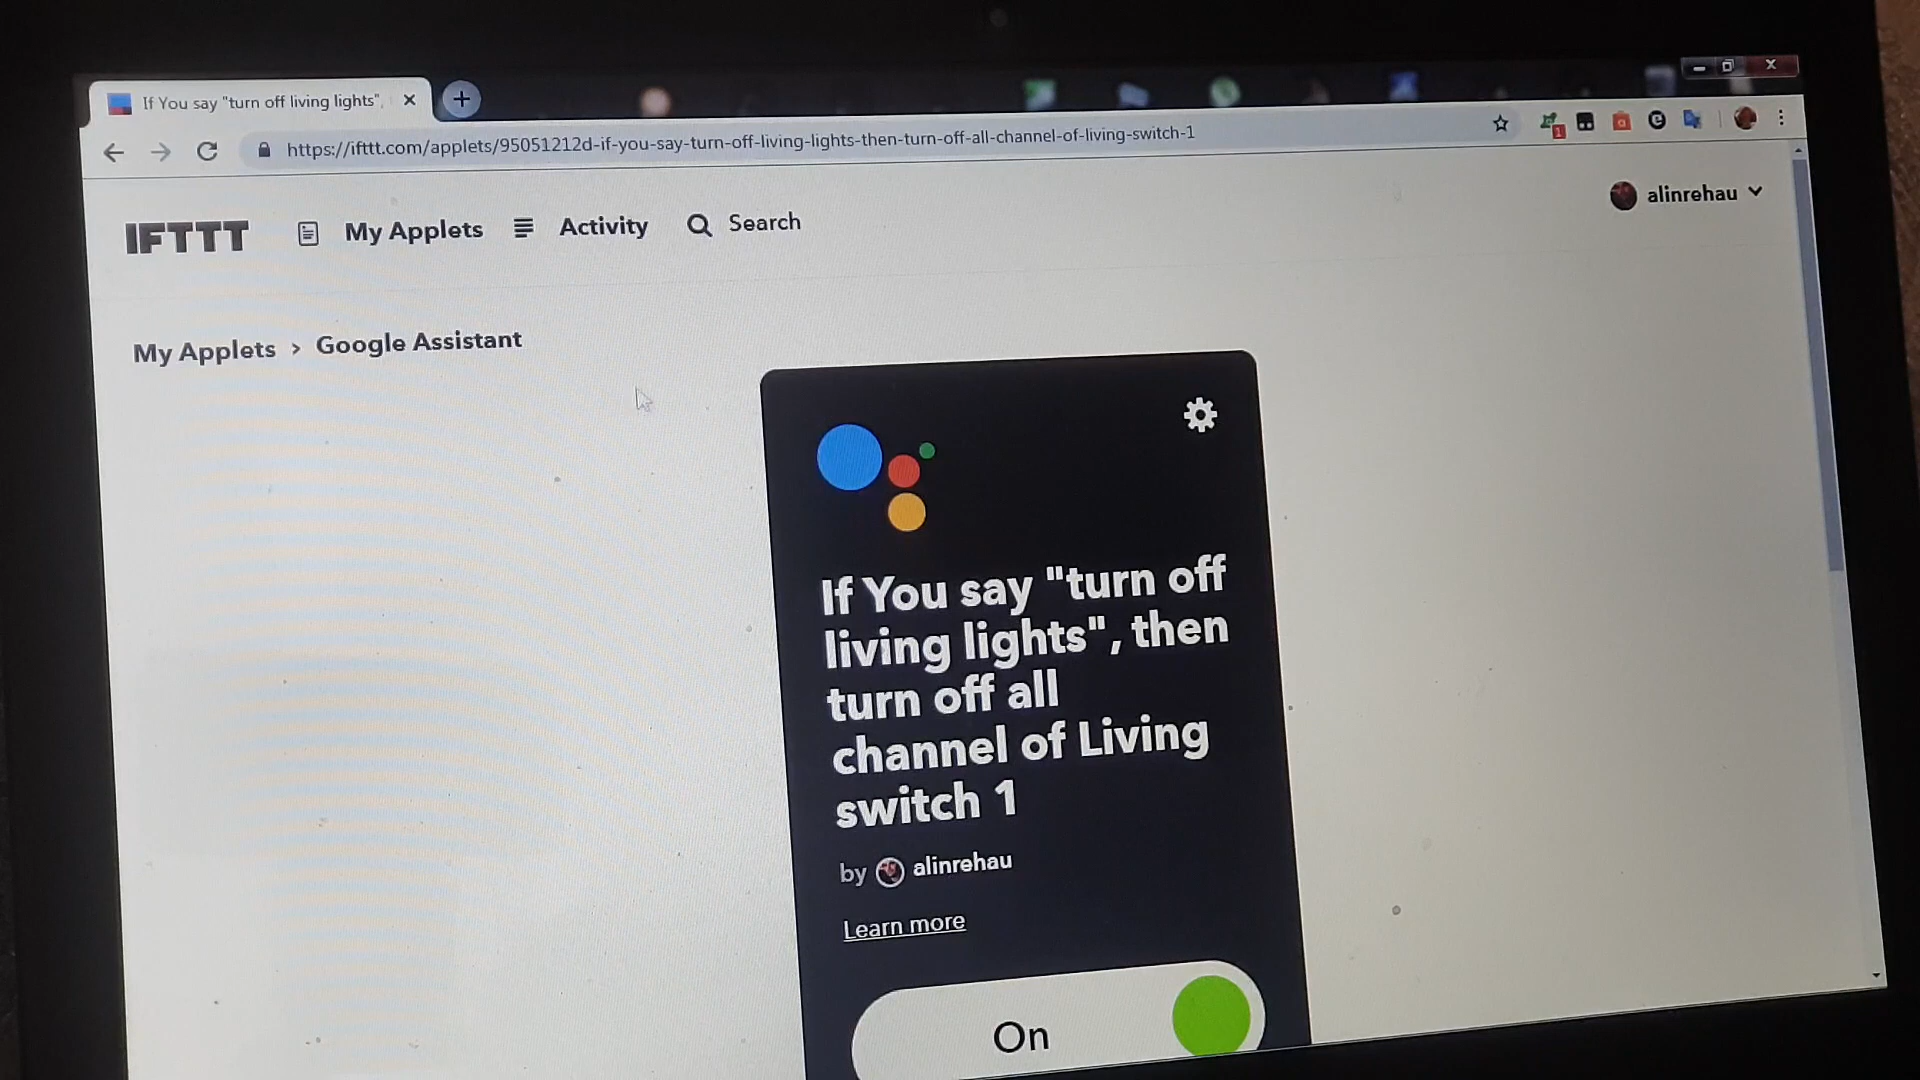 If You say "turn off living lights",
https://ifttt.com/applets/95051212d-if-you-say-turn-off-living-lights-then-turn-off-all-channel-of-living-switch-1
IFTTT My Applets Activity Search alinrehau
My Applets > Google Assistant
If You say "turn off
living lights", then
turn off all
channel of Living
switch 1
by alinrehau
Learn more
On